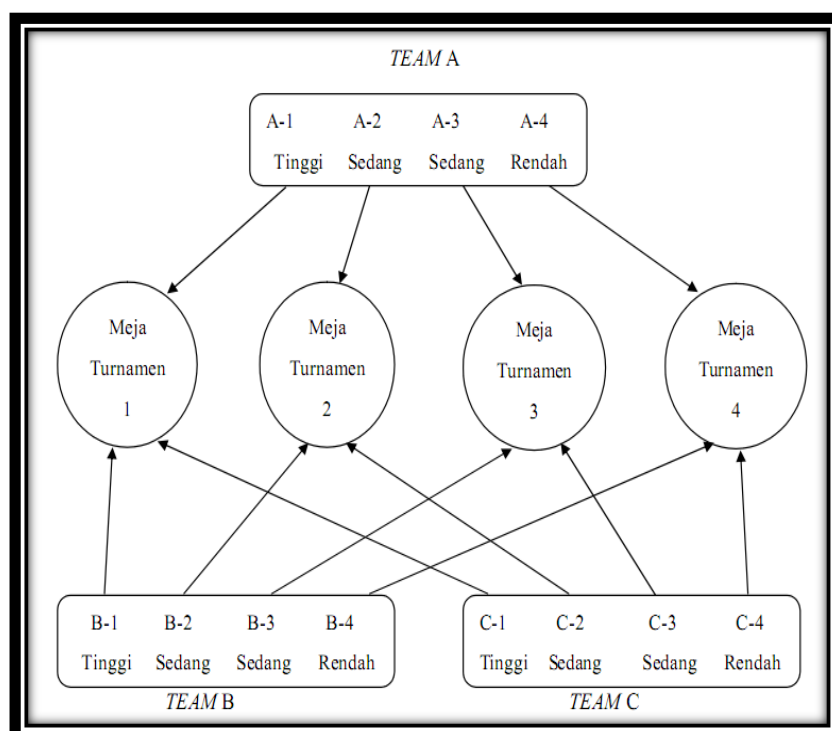 TEAM A
A-1 A-2 A-3 A-4
Tinggi Sedang Sedang Rendah
Meja Turnamen 1
Meja Turnamen 2
Meja Turnamen 3
Meja Turnamen 4
B-1 B-2 B-3 B-4
Tinggi Sedang Sedang Rendah
TEAM B
C-1 C-2 C-3 C-4
Tinggi Sedang Sedang Rendah
TEAM C